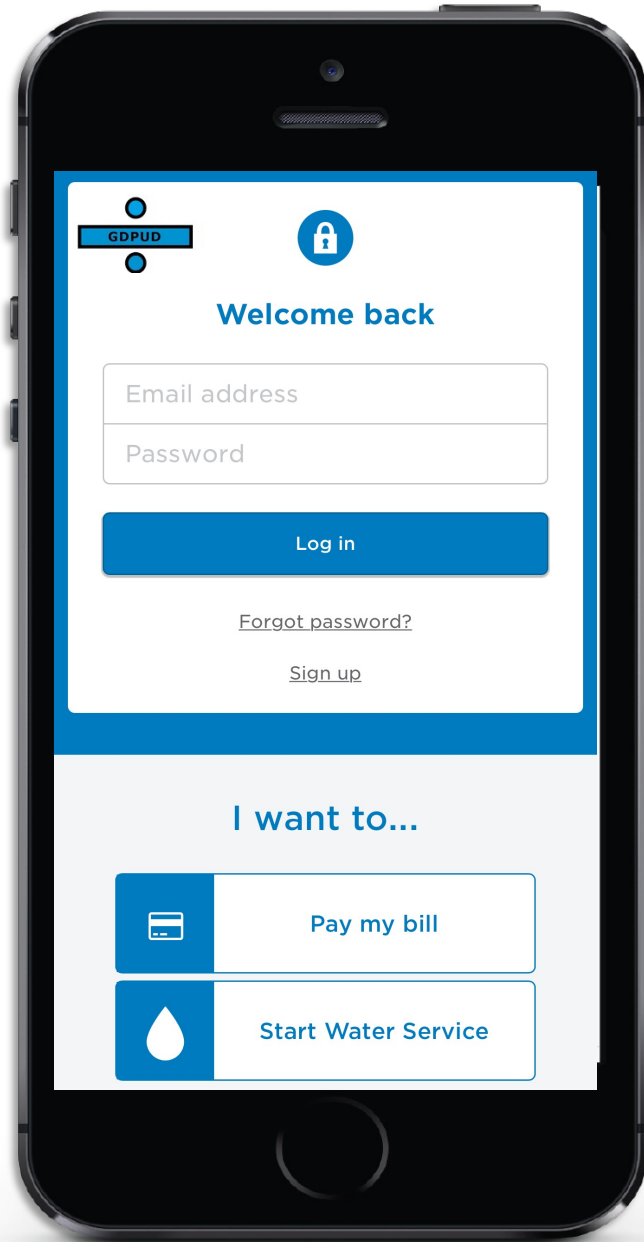 GDPUD
Welcome back
Email address
Password
Log in
Forgot password?
Sign up
I want to...
Pay my bill
Start Water Service